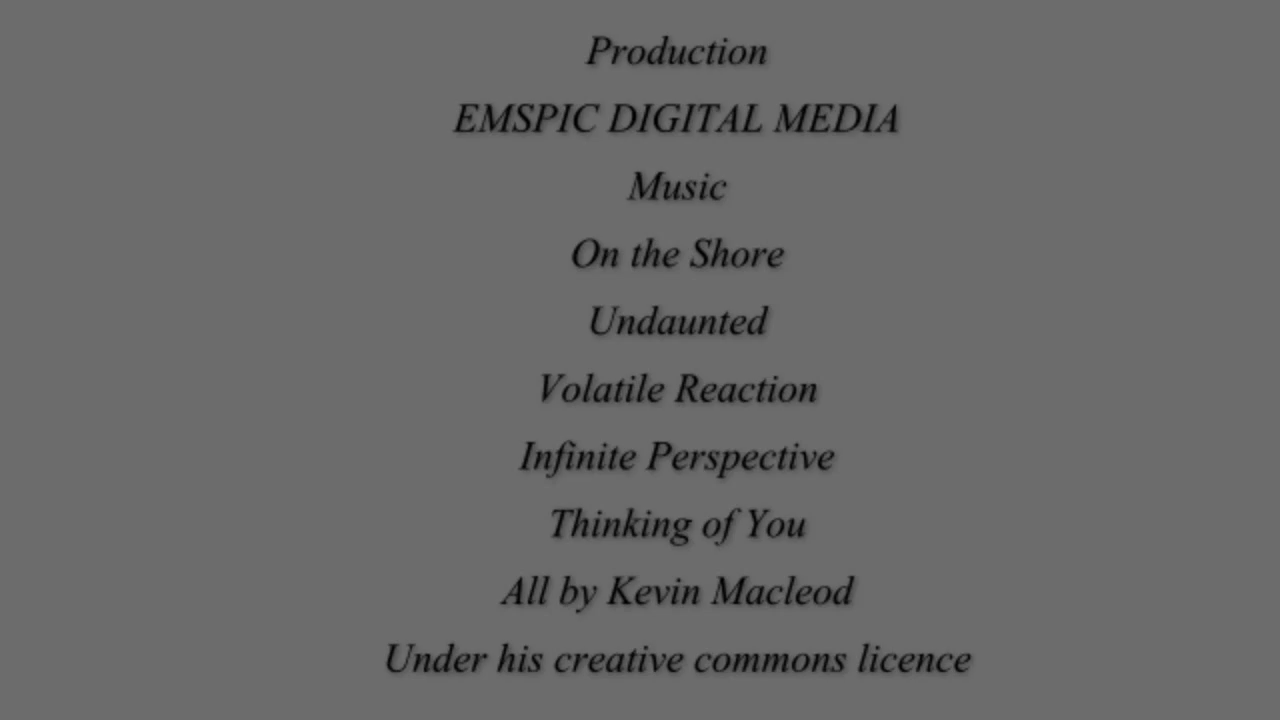 Production
EMSPIC DIGITAL MEDIA
Music
On the Shore
Undaunted
Volatile Reaction
Infinite Perspective
Thinking of You
All by Kevin Macleod
Under his creative commons licence